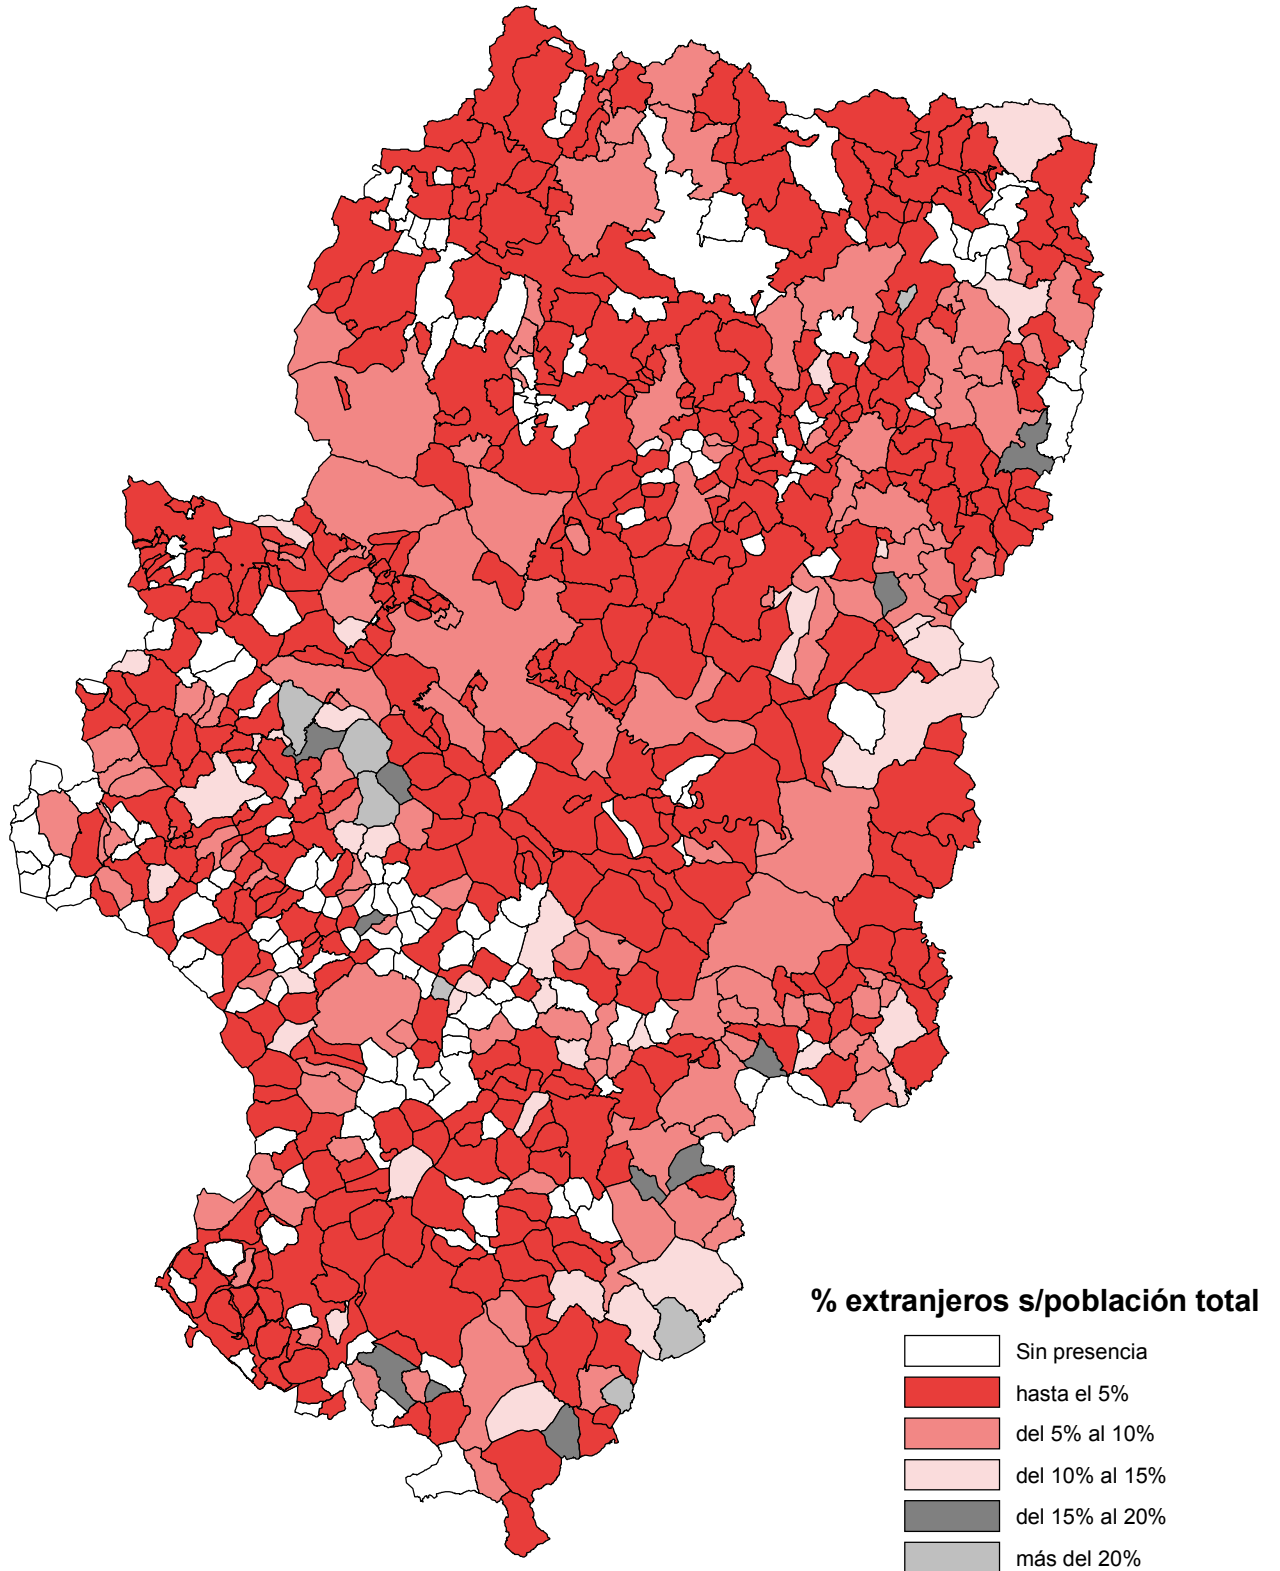 % extranjeros s/población total
Sin presencia
hasta el 5%
del 5% al 10%
del 10% al 15%
del 15% al 20%
más del 20%